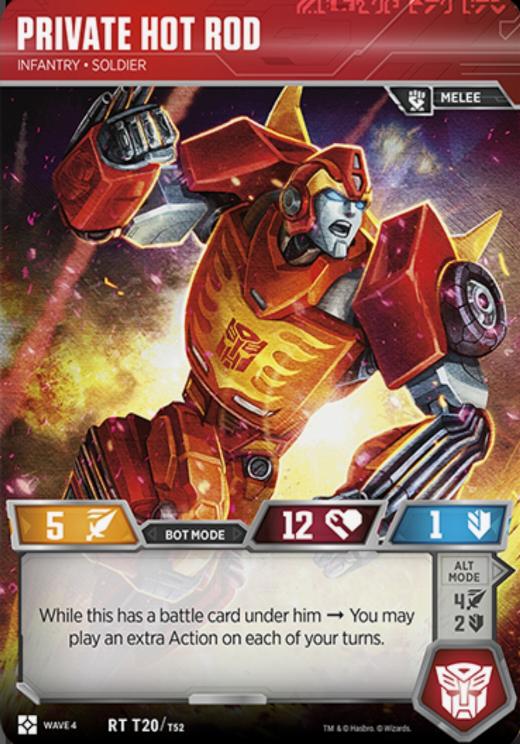 PRIVATE HOT ROD
INFANTRY • SOLDIER
MELEE
5
BOT MODE
12
1
ALT
MODE
4
2
While this has a battle card under him → You may
play an extra Action on each of your turns.
WAVE 4
RT T20/T52
TM & © Hasbro. © Wizards.